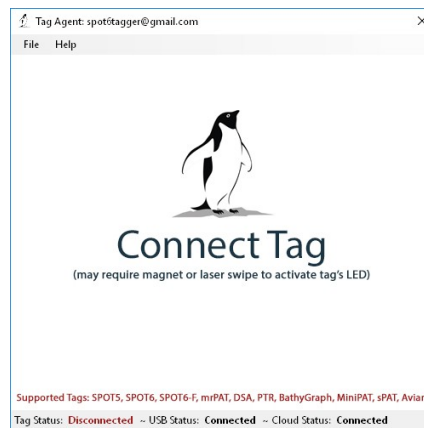 Tag Agent: spot6tagger@gmail.com
File Help
Connect Tag
(may require magnet or laser swipe to activate tag's LED)
Supported Tags: SPOT5, SPOT6, SPOT6-F, mrPAT, DSA, PTR, BathyGraph, MiniPAT, sPAT, Avian
Tag Status: Disconnected ~ USB Status: Connected ~ Cloud Status: Connected